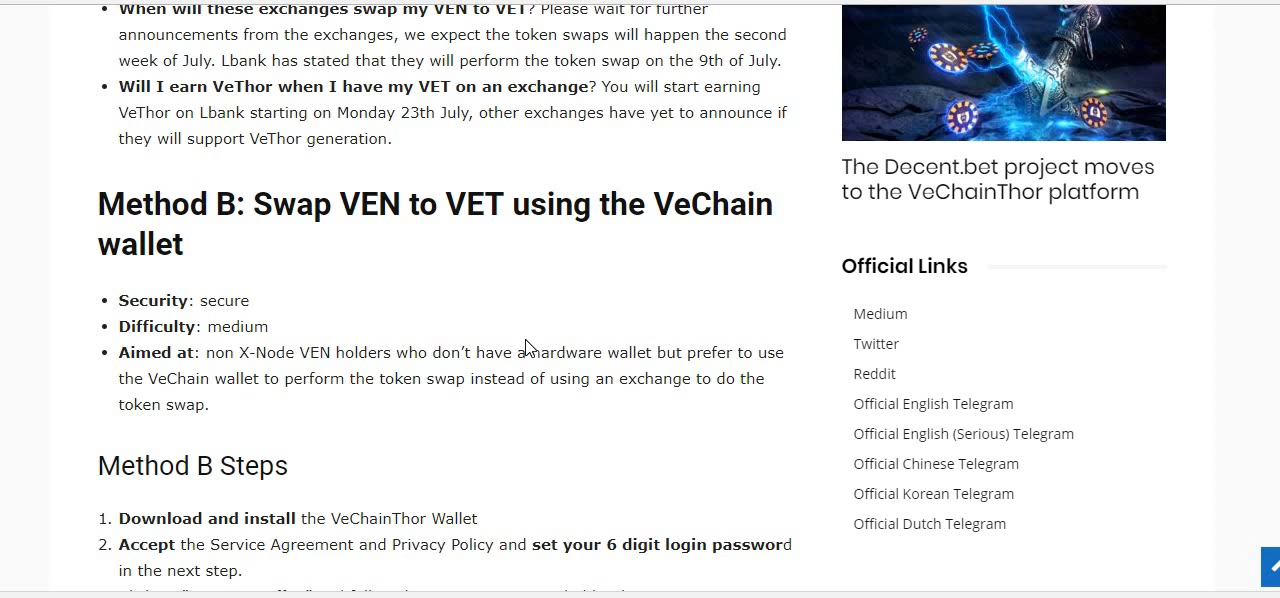 When will these exchanges swap my VEN to VET? Please wait for further
announcements from the exchanges, we expect the token swaps will happen the second
week of July. Lbank has stated that they will perform the token swap on the 9th of July.
Will I earn VeThor when I have my VET on an exchange? You will start earning
VeThor on Lbank starting on Monday 23th July, other exchanges have yet to announce if
they will support VeThor generation.
Method B: Swap VEN to VET using the VeChain
wallet
Security: secure
Difficulty: medium
Aimed at: non X-Node VEN holders who don’t have a hardware wallet but prefer to use
the VeChain wallet to perform the token swap instead of using an exchange to do the
token swap.
Method B Steps
1. Download and install the VeChainThor Wallet
2. Accept the Service Agreement and Privacy Policy and set your 6 digit login password
in the next step.
The Decent.bet project moves
to the VeChainThor platform
Official Links
Medium
Twitter
Reddit
Official English Telegram
Official English (Serious) Telegram
Official Chinese Telegram
Official Korean Telegram
Official Dutch Telegram